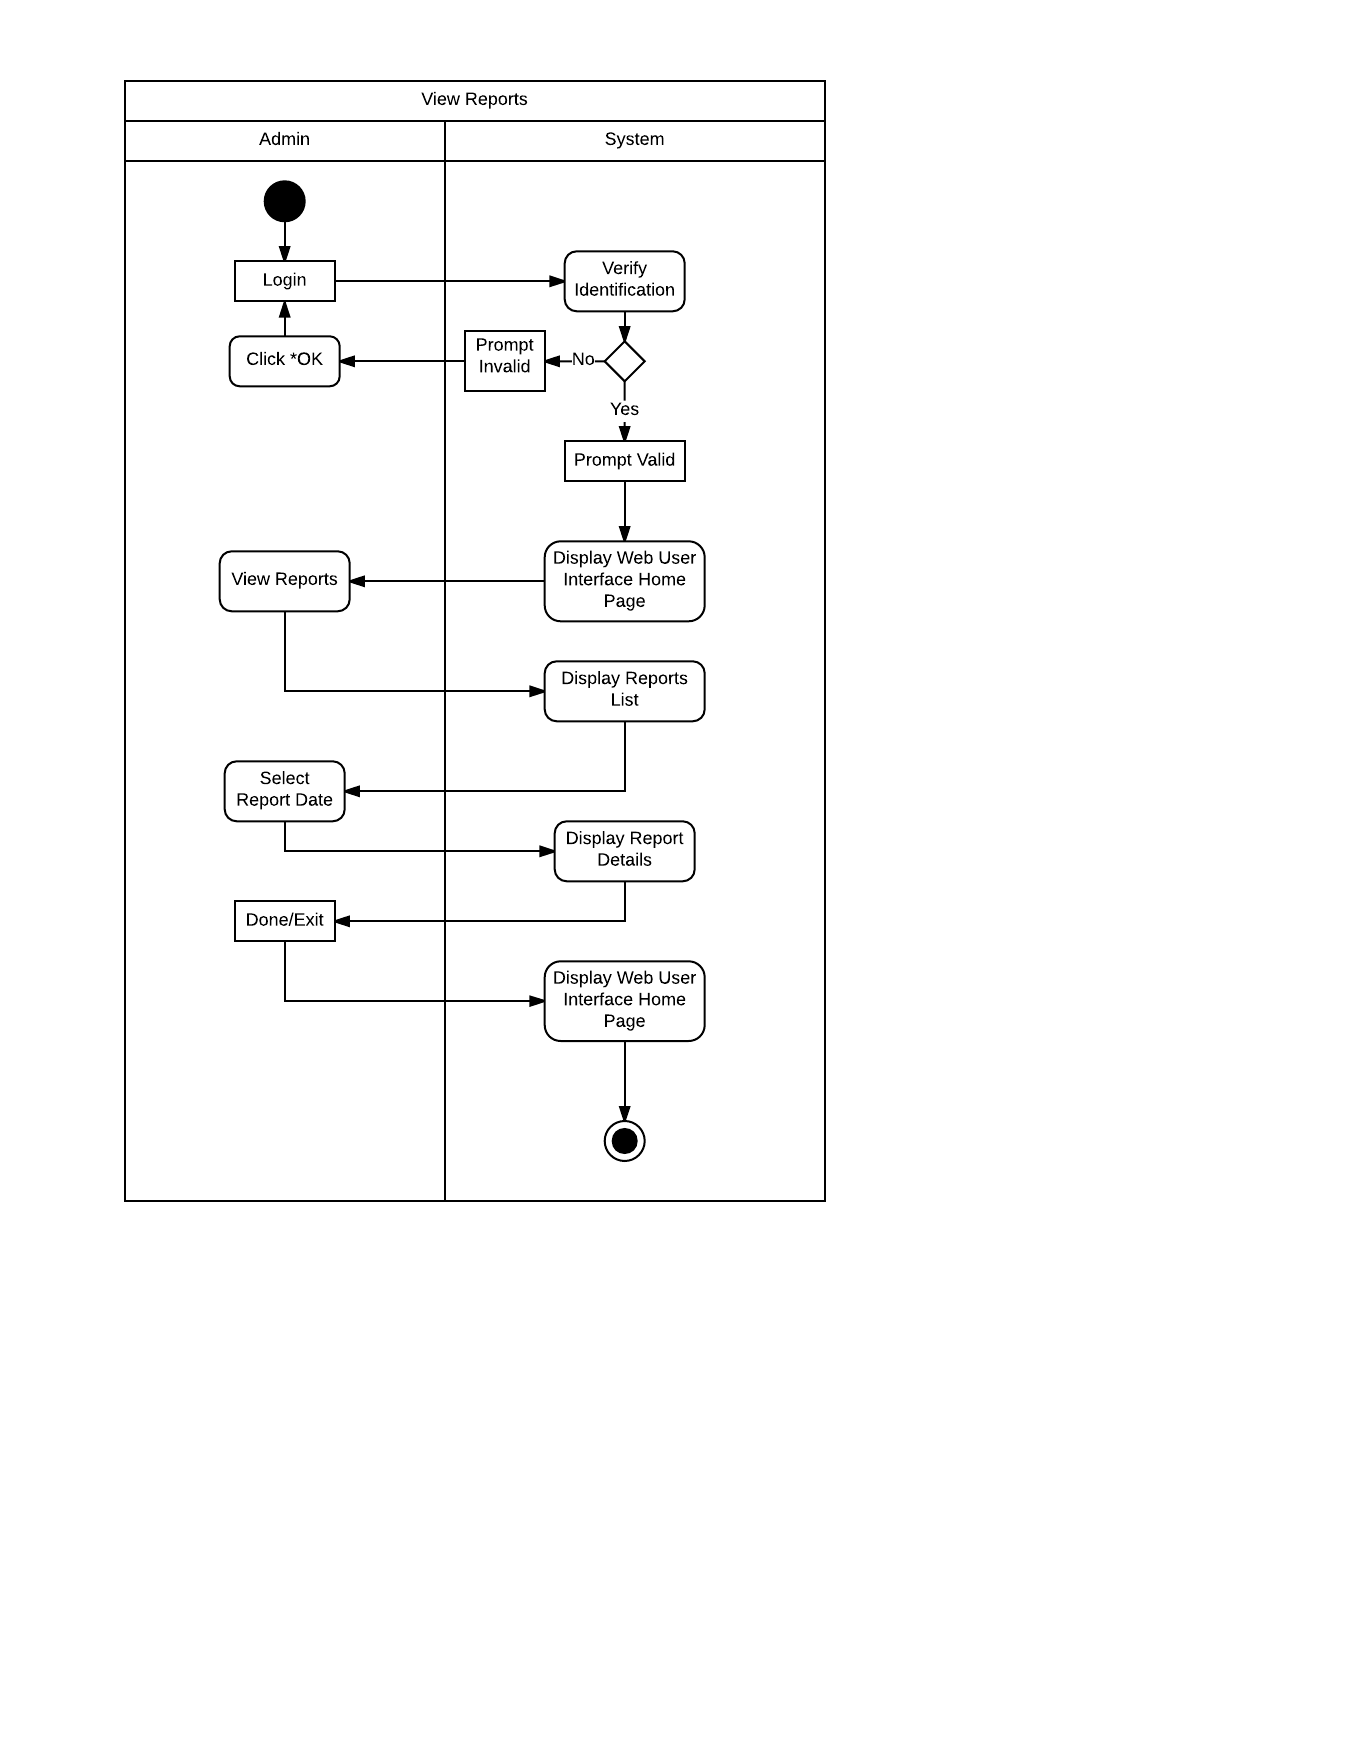 View Reports
Admin
System
Login
Verify
Identification
Click *OK
Prompt
Invalid
No
Yes
Prompt Valid
View Reports
Display Web User
Interface Home
Page
Display Reports
List
Select
Report Date
Display Report
Details
Done/Exit
Display Web User
Interface Home
Page